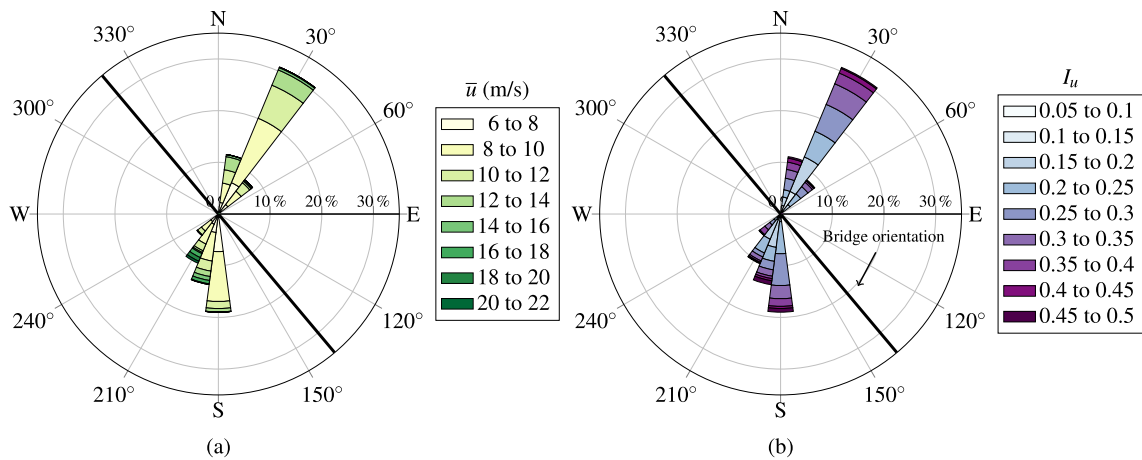 N
30°
60°
E
120°
150°
S
210°
240°
W
300°
330°
0
10 %
20 %
30 %
u̅ (m/s)
6 to 8
8 to 10
10 to 12
12 to 14
14 to 16
16 to 18
18 to 20
20 to 22
(a)
N
30°
60°
E
120°
150°
S
210°
240°
W
300°
330°
0
10 %
20 %
30 %
Bridge orientation
I_u
0.05 to 0.1
0.1 to 0.15
0.15 to 0.2
0.2 to 0.25
0.25 to 0.3
0.3 to 0.35
0.35 to 0.4
0.4 to 0.45
0.45 to 0.5
(b)